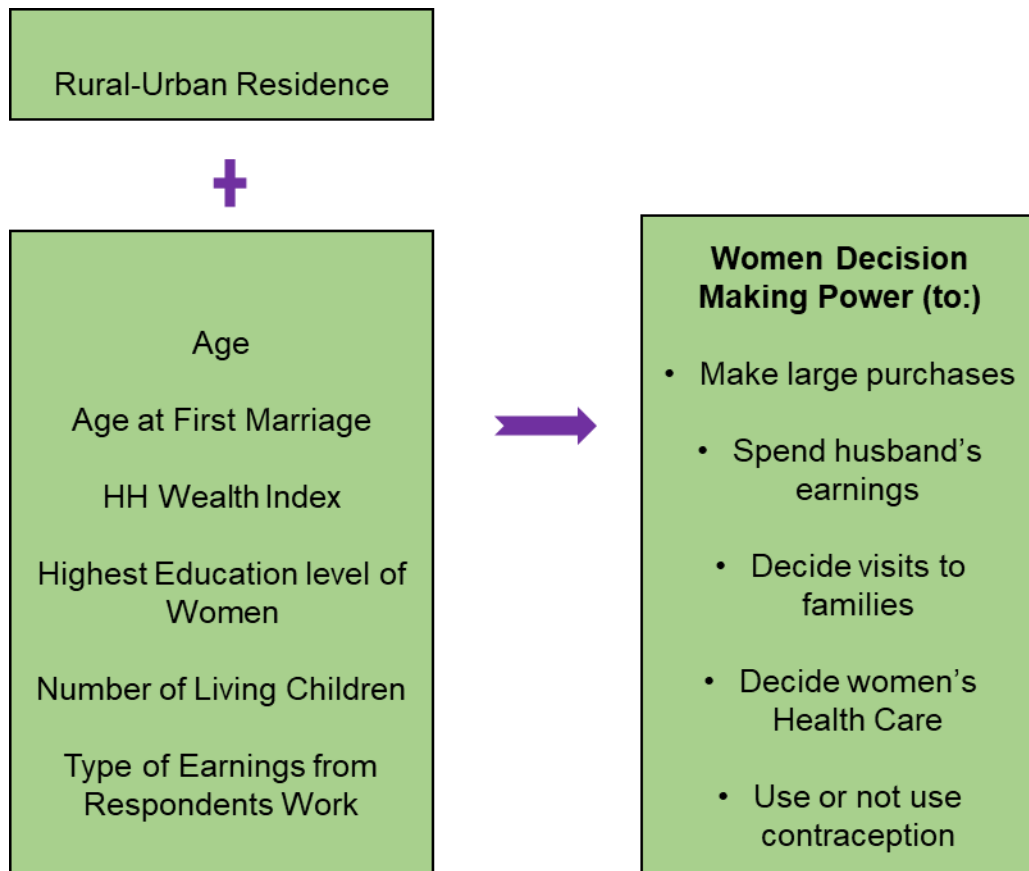 Rural-Urban Residence
+
Age
Age at First Marriage
HH Wealth Index
Highest Education level of
Women
Number of Living Children
Type of Earnings from
Respondents Work
Women Decision
Making Power (to:)
• Make large purchases
• Spend husband’s
earnings
• Decide visits to
families
• Decide women’s
Health Care
• Use or not use
contraception